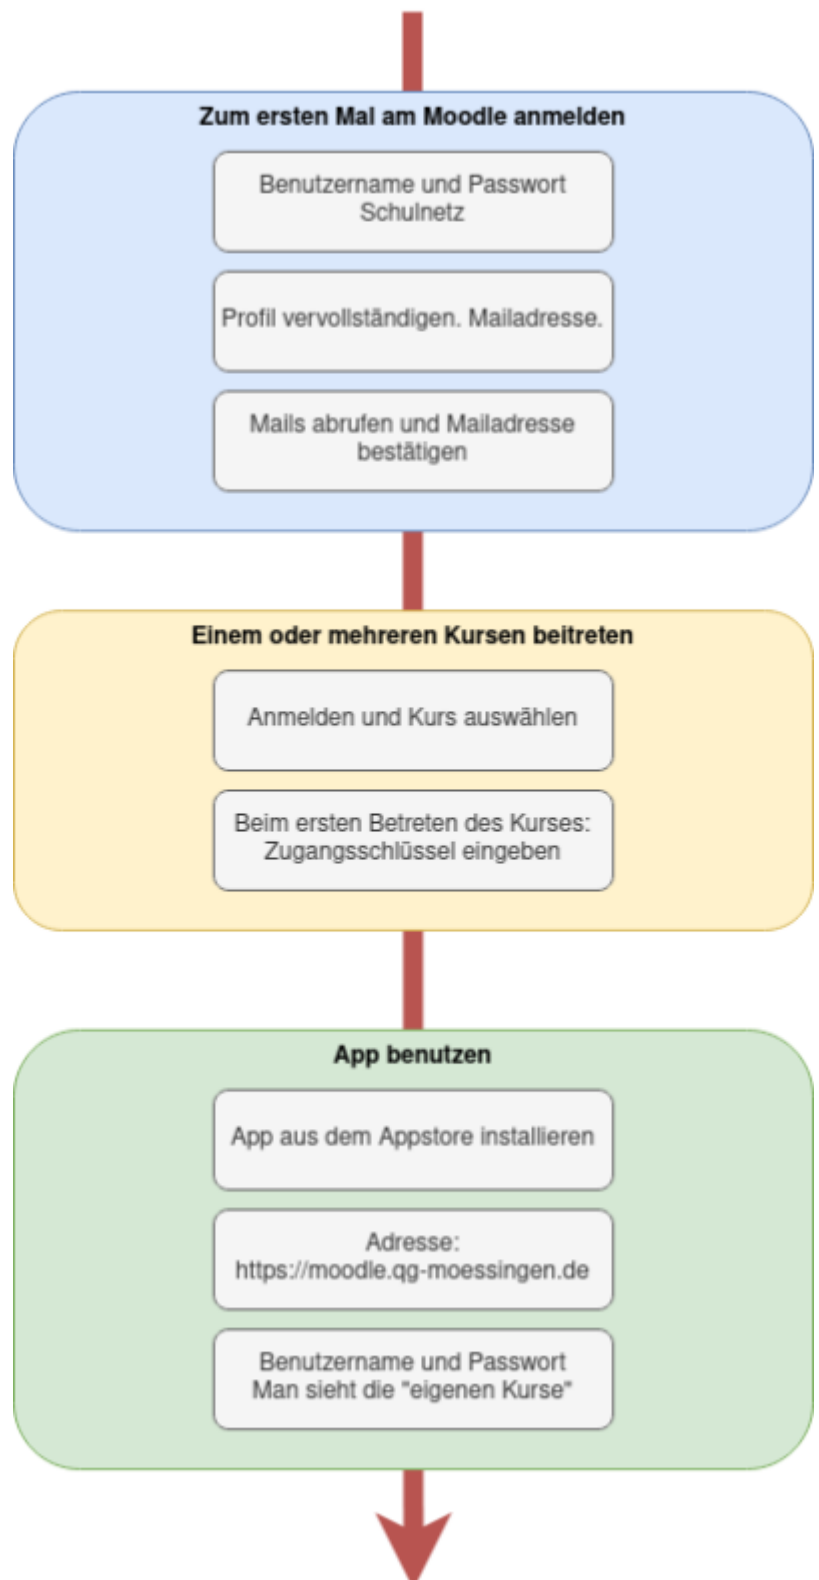 Zum ersten Mal am Moodle anmelden
Benutzername und Passwort
Schulnetz
Profil vervollständigen. Mailadresse.
Mails abrufen und Mailadresse
bestätigen
Einem oder mehreren Kursen beitreten
Anmelden und Kurs auswählen
Beim ersten Betreten des Kurses:
Zugangsschlüssel eingeben
App benutzen
App aus dem Appstore installieren
Adresse:
https://moodle.qg-moessingen.de
Benutzername und Passwort
Man sieht die "eigenen Kurse"